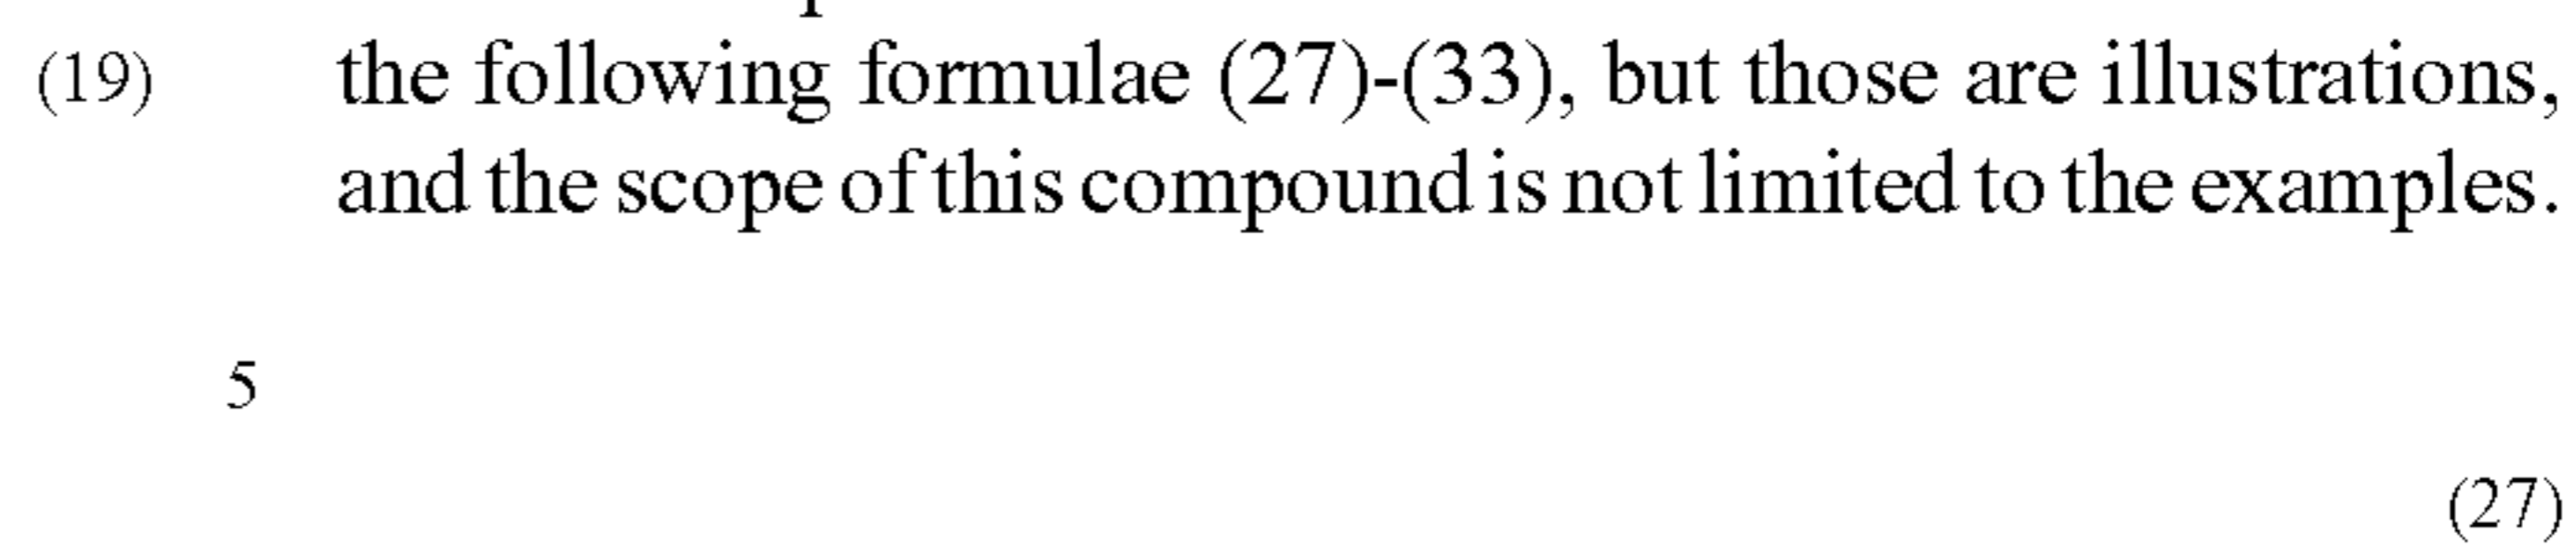 (19) the following formulae (27)-(33), but those are illustrations,
and the scope of this compound is not limited to the examples.
5
(27)